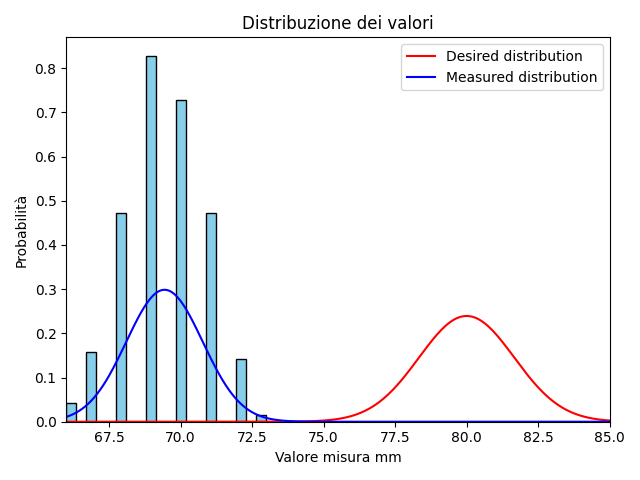 Distribuzione dei valori
Desired distribution
Measured distribution
Probabilità
0.8
0.7
0.6
0.5
0.4
0.3
0.2
0.1
0.0
67.5 70.0 72.5 75.0 77.5 80.0 82.5 85.0
Valore misura mm